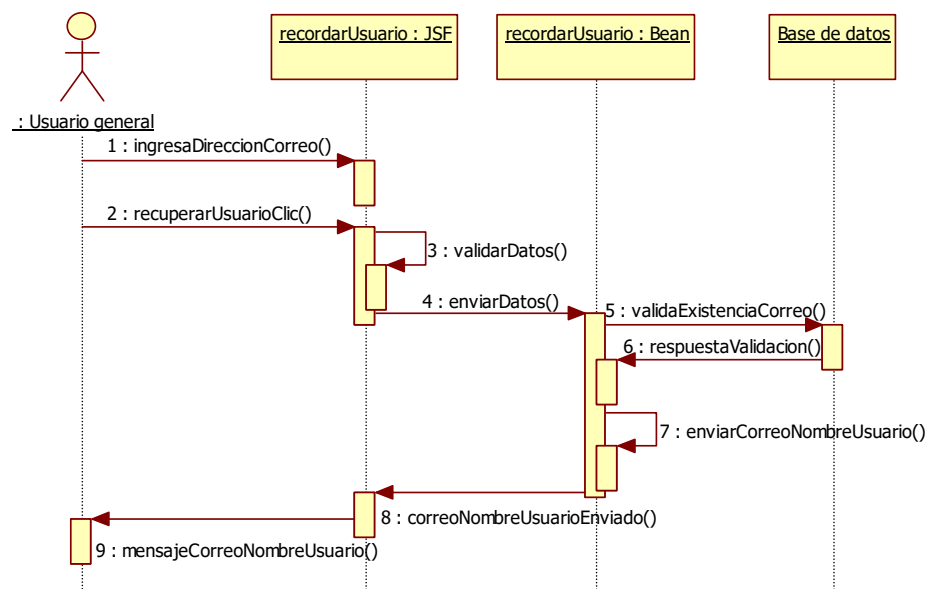 recordarUsuario : JSF
recordarUsuario : Bean
Base de datos
: Usuario general
1 : ingresaDireccionCorreo()
2 : recuperarUsuarioClic()
3 : validarDatos()
4 : enviarDatos()
5 : validaExistenciaCorreo()
6 : respuestaValidacion()
7 : enviarCorreoNombreUsuario()
8 : correoNombreUsuarioEnviado()
9 : mensajeCorreoNombreUsuario()